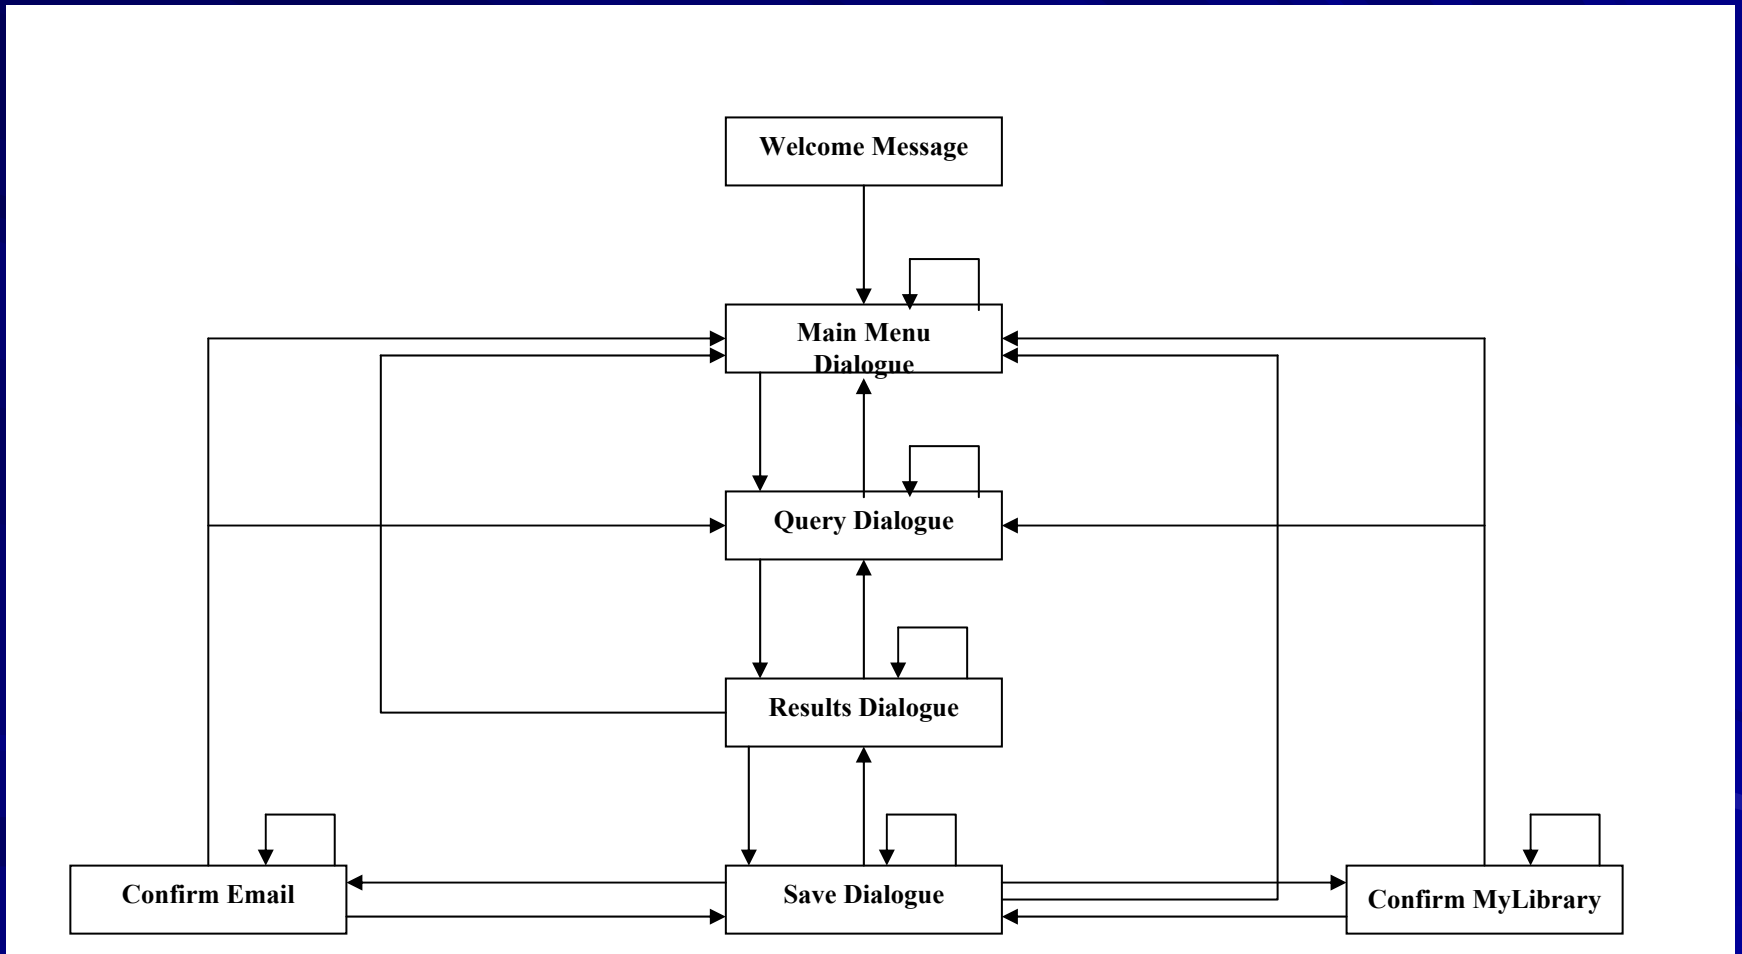 Welcome Message
Main Menu
Dialogue
Query Dialogue
Results Dialogue
Confirm Email
Save Dialogue
Confirm MyLibrary